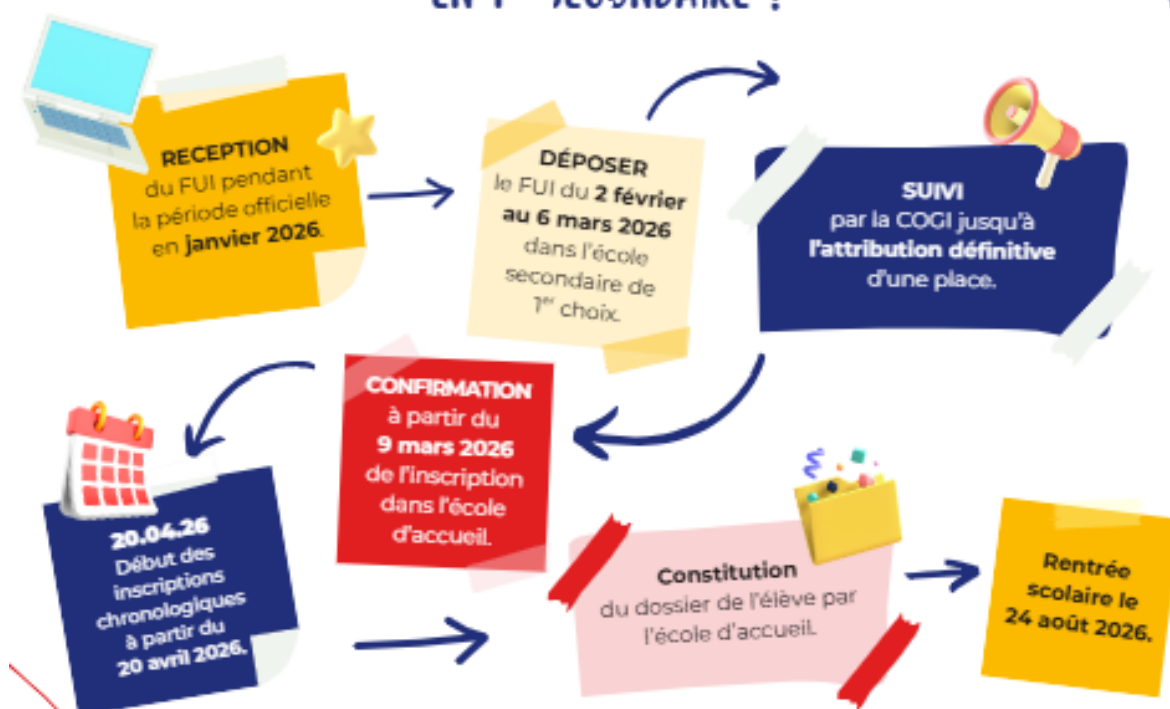 EN 1 SECONDAIRE ?
RECEPTION
du FUI pendant
la période officielle
en janvier 2026.
DÉPOSER
le FUI du 2 février
au 6 mars 2026
dans l'école
secondaire de
1er choix.
SUIVI
par la COGI jusqu'à
l'attribution définitive
d'une place.
CONFIRMATION
à partir du
9 mars 2026
de l'inscription
dans l'école
d'accueil.
20.04.26
Début des
inscriptions
chronologiques
à partir du
20 avril 2026.
Constitution
du dossier de l'élève par
l'école d'accueil.
Rentrée
scolaire le
24 août 2026.